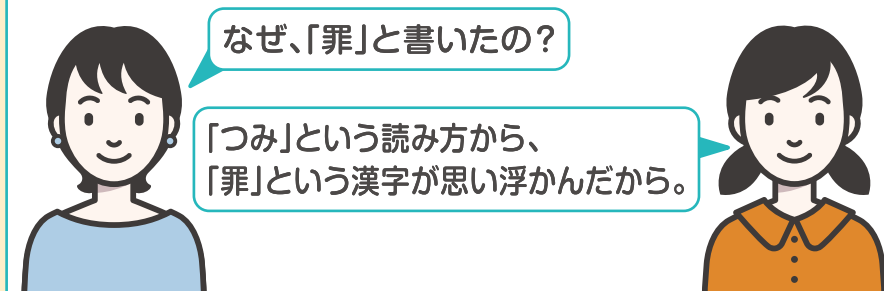 なぜ、「罪」と書いたの？
「つみ」という読み方から、
「罪」という漢字が思い浮かんだから。